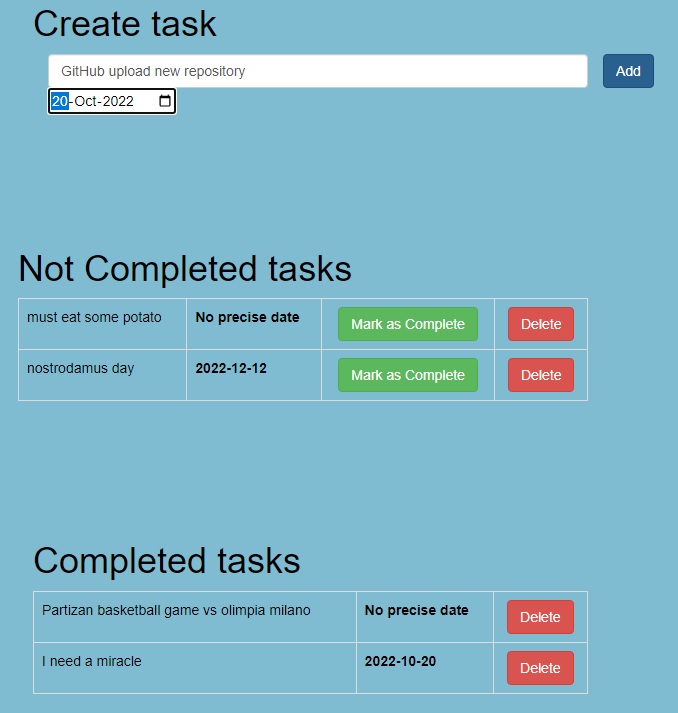 Create task
GitHub upload new repository Add
20-Oct-2022
Not Completed tasks
must eat some potato No precise date Mark as Complete Delete
nostrodamus day 2022-12-12 Mark as Complete Delete
Completed tasks
Partizan basketball game vs olimpia milano No precise date Delete
I need a miracle 2022-10-20 Delete